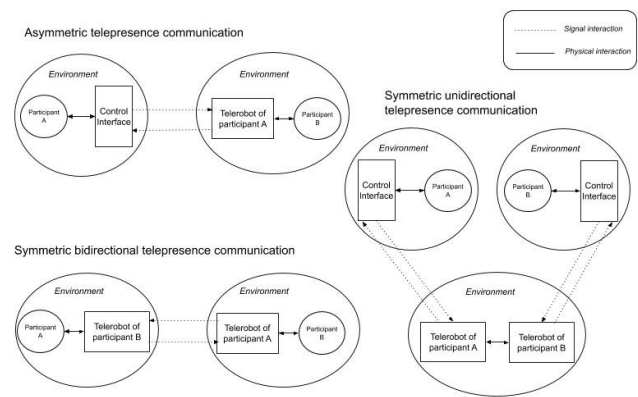 Asymmetric telepresence communication
Environment
Participant
A
Control
Interface
Environment
Telerobot of
participant A
Participant
B
Signal interaction
Physical interaction
Symmetric unidirectional
telepresence communication
Environment
Control
Interface
Participant
A
Environment
Participant
B
Control
Interface
Environment
Telerobot of
participant A
Telerobot of
participant B
Symmetric bidirectional telepresence communication
Environment
Participant
A
Telerobot of
participant B
Environment
Telerobot of
participant A
Participant
B